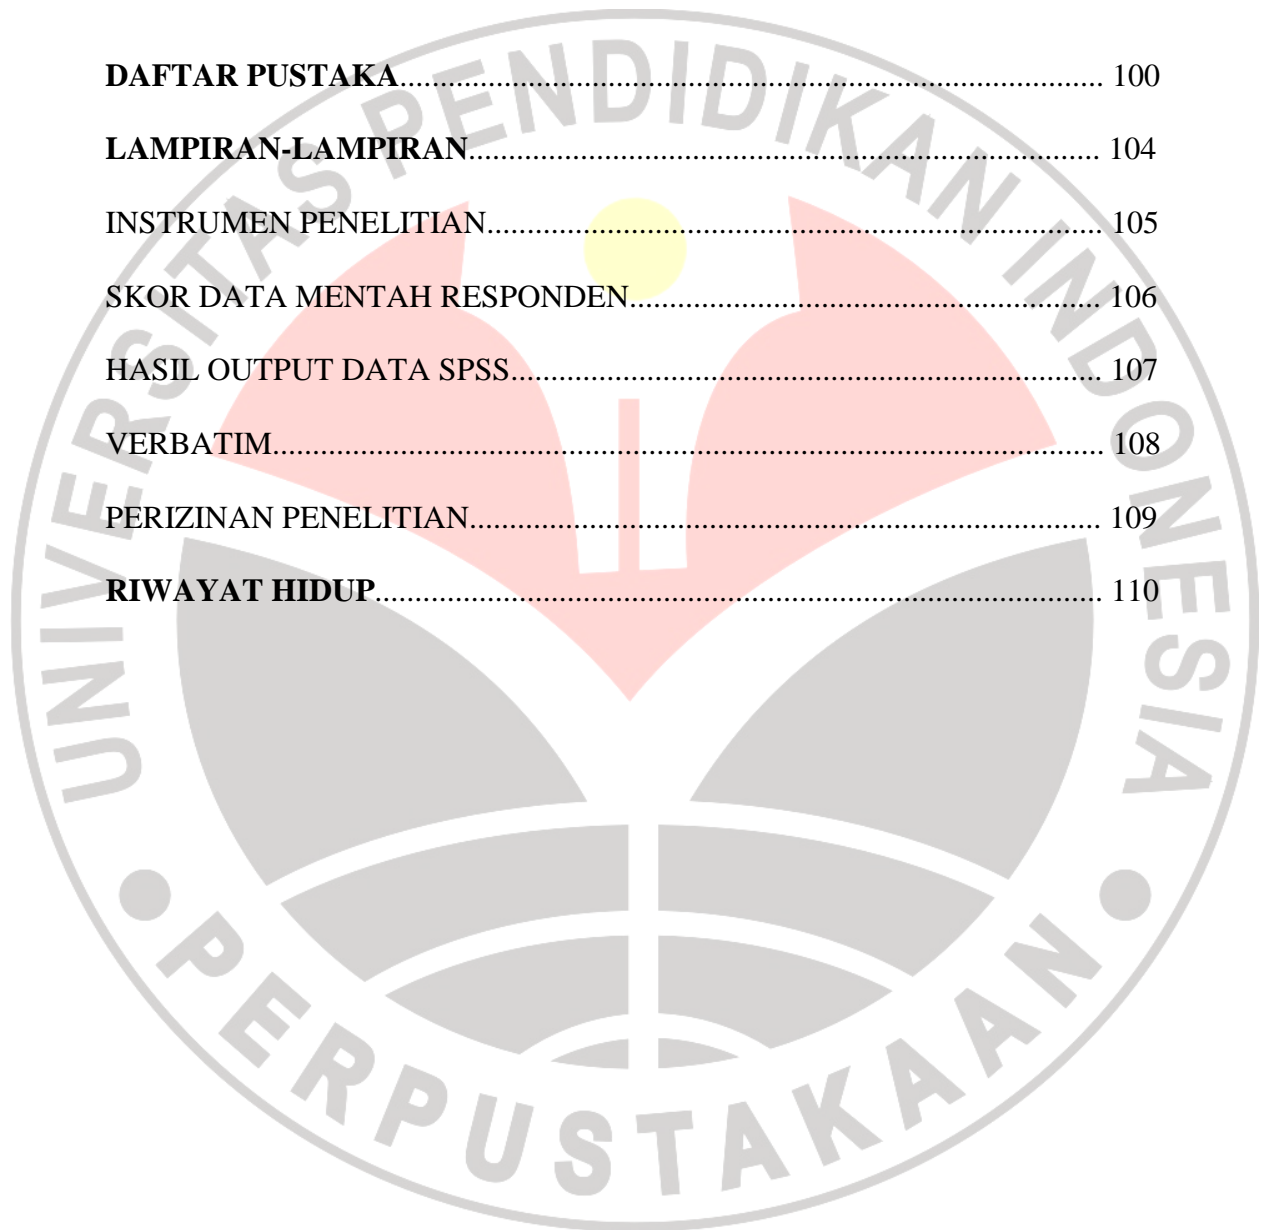 DAFTAR PUSTAKA........................................................................................ 100
LAMPIRAN-LAMPIRAN............................................................................... 104
INSTRUMEN PENELITIAN............................................................................. 105
SKOR DATA MENTAH RESPONDEN........................................................... 106
HASIL OUTPUT DATA SPSS.......................................................................... 107
VERBATIM........................................................................................................ 108
PERIZINAN PENELITIAN............................................................................... 109
RIWAYAT HIDUP........................................................................................... 110
UNIVERSITAS PENDIDIKAN INDONESIA
PERPUSTAKAAN